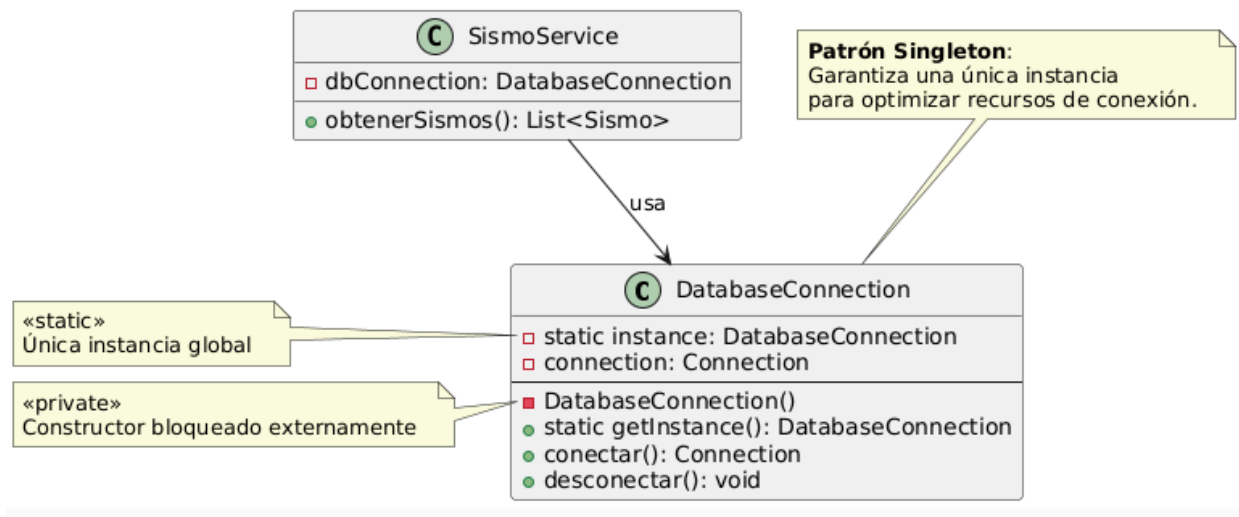 C SismoService
dbConnection: DatabaseConnection
obtenerSismos(): List<Sismo>
Patrón Singleton:
Garantiza una única instancia
para optimizar recursos de conexión.
usa
C DatabaseConnection
static instance: DatabaseConnection
connection: Connection
DatabaseConnection()
static getInstance(): DatabaseConnection
conectar(): Connection
desconectar(): void
«static»
Única instancia global
«private»
Constructor bloqueado externamente